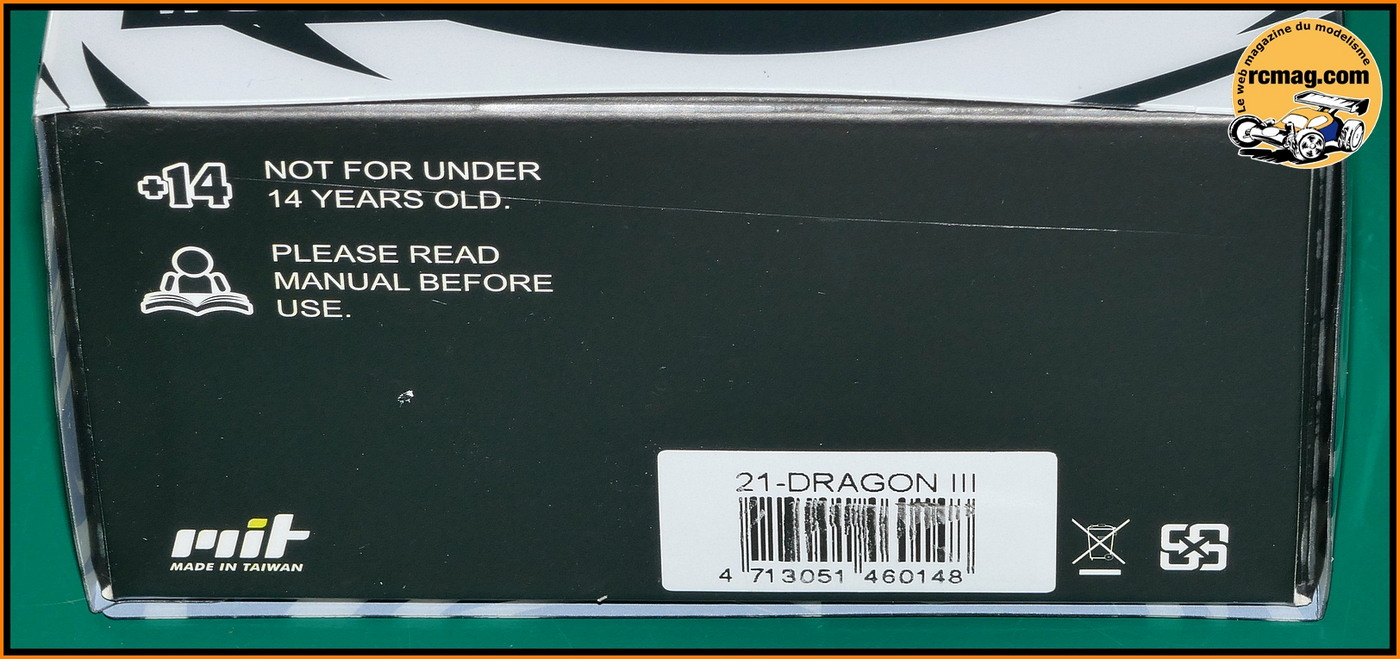 Le web magazine du modelisme
rcmag.com
+14
NOT FOR UNDER
14 YEARS OLD.
PLEASE READ
MANUAL BEFORE
USE.
mit
MADE IN TAIWAN
21-DRAGON III
4 713051 460148